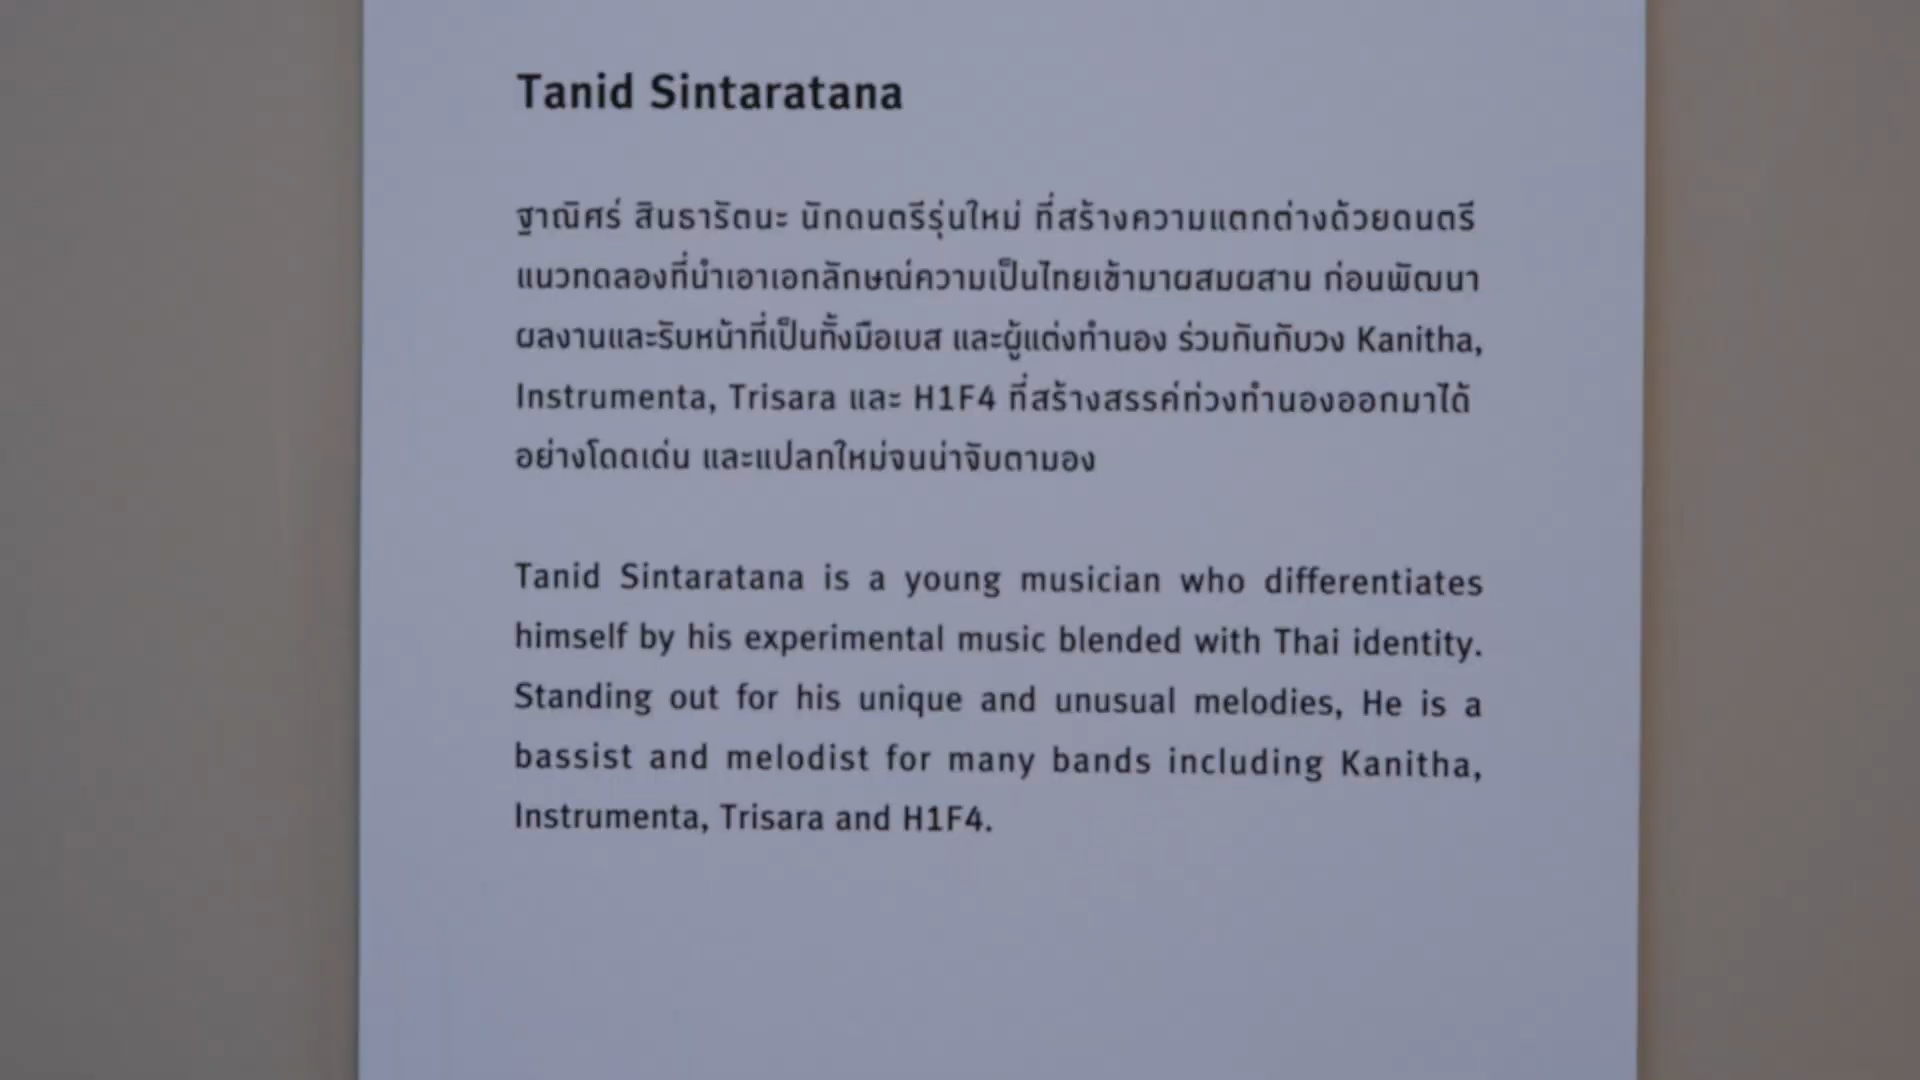 Tanid Sintaratana
ฐาณิศร์ สินธารัตนะ นักดนตรีรุ่นใหม่ ที่สร้างความแตกต่างด้วยดนตรี
แนวทดลองที่นำเอาเอกลักษณ์ความเป็นไทยเข้ามาผสมผสาน ก่อนพัฒนา
ผลงานและรับหน้าที่เป็นทั้งมือเบส และผู้แต่งทำนอง ร่วมกันกับวง Kanitha,
Instrumenta, Trisara และ H1F4 ที่สร้างสรรค์ท่วงทำนองออกมาได้
อย่างโดดเด่น และแปลกใหม่จนน่าจับตามอง
Tanid Sintaratana is a young musician who differentiates
himself by his experimental music blended with Thai identity.
Standing out for his unique and unusual melodies, He is a
bassist and melodist for many bands including Kanitha,
Instrumenta, Trisara and H1F4.